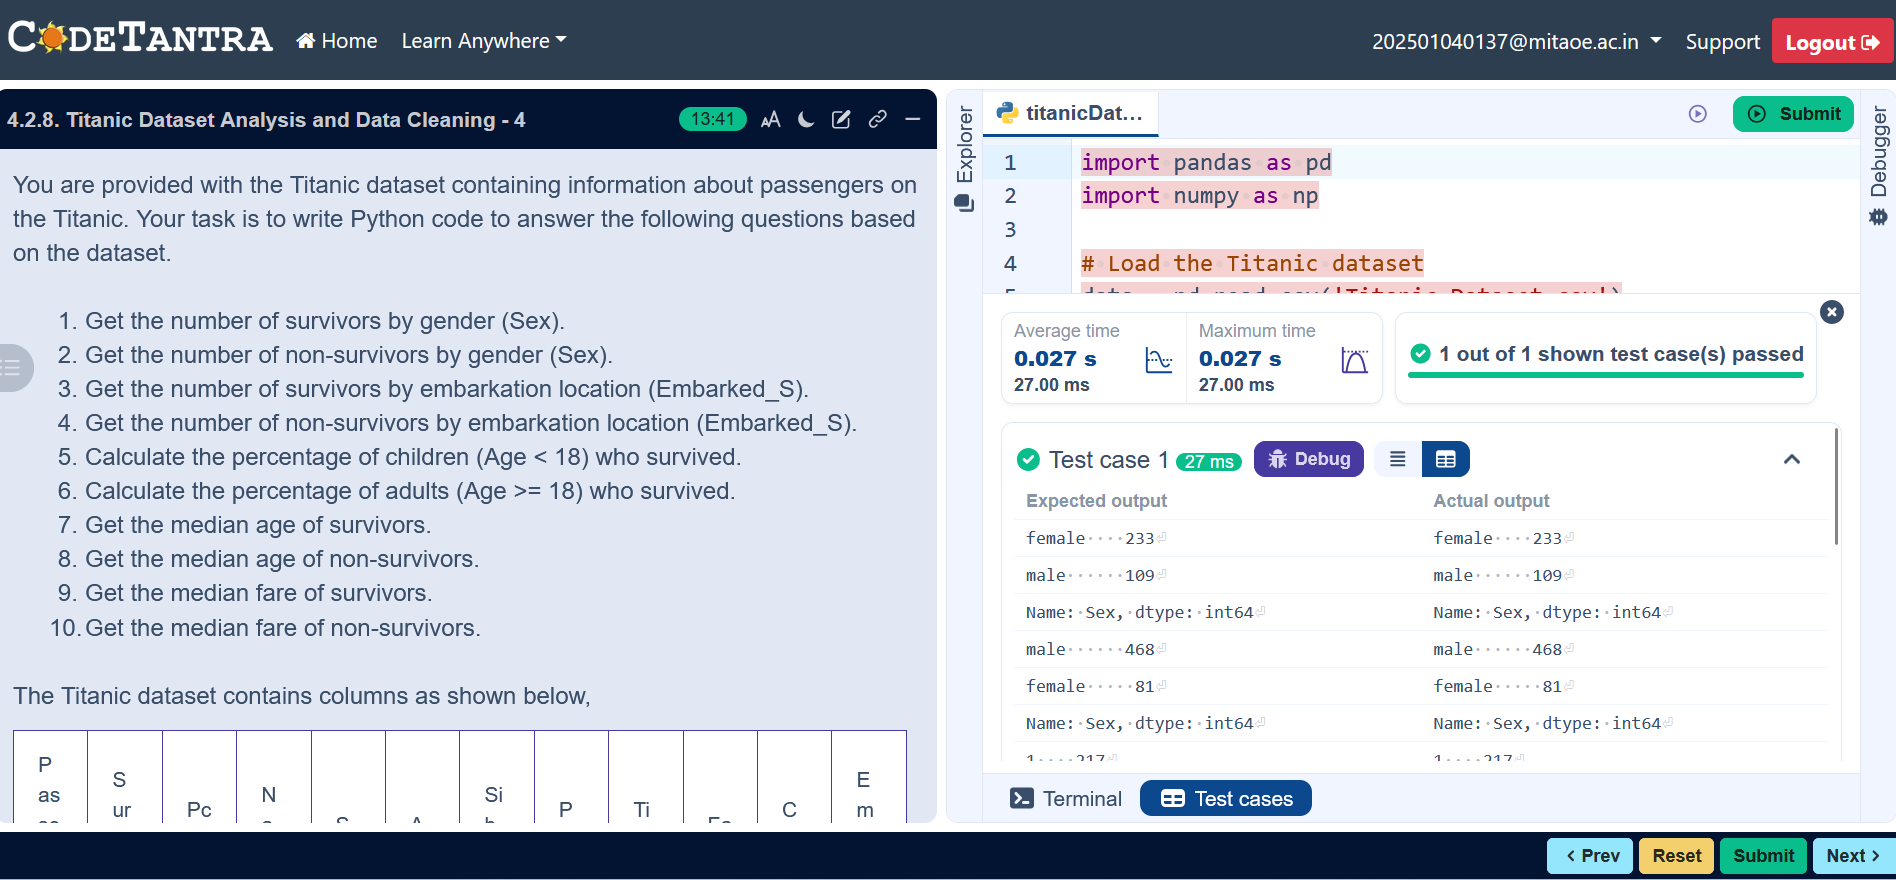 CODETANTRA
Home
Learn Anywhere
202501040137@mitaoe.ac.in
Support
Logout
4.2.8. Titanic Dataset Analysis and Data Cleaning - 4
13:41
You are provided with the Titanic dataset containing information about passengers on
the Titanic. Your task is to write Python code to answer the following questions based
on the dataset.
1. Get the number of survivors by gender (Sex).
2. Get the number of non-survivors by gender (Sex).
3. Get the number of survivors by embarkation location (Embarked_S).
4. Get the number of non-survivors by embarkation location (Embarked_S).
5. Calculate the percentage of children (Age < 18) who survived.
6. Calculate the percentage of adults (Age >= 18) who survived.
7. Get the median age of survivors.
8. Get the median age of non-survivors.
9. Get the median fare of survivors.
10. Get the median fare of non-survivors.
The Titanic dataset contains columns as shown below,
P
as
S
ur
Pc
N
Si
P
Ti
C
E
m
Explorer
titanicDat...
Submit
Debugger
1 import pandas as pd
2 import numpy as np
3
4 # Load the Titanic dataset
5 data = pd.read_csv('Titanic-Dataset.csv')
Average time
0.027 s
27.00 ms
Maximum time
0.027 s
27.00 ms
1 out of 1 shown test case(s) passed
Test case 1 27 ms
Debug
Expected output Actual output
female····233 female····233
male······109 male······109
Name:·Sex,·dtype:·int64 Name:·Sex,·dtype:·int64
male······468 male······468
female·····81 female·····81
Name:·Sex,·dtype:·int64 Name:·Sex,·dtype:·int64
1····217 1····217
Terminal
Test cases
Prev
Reset
Submit
Next